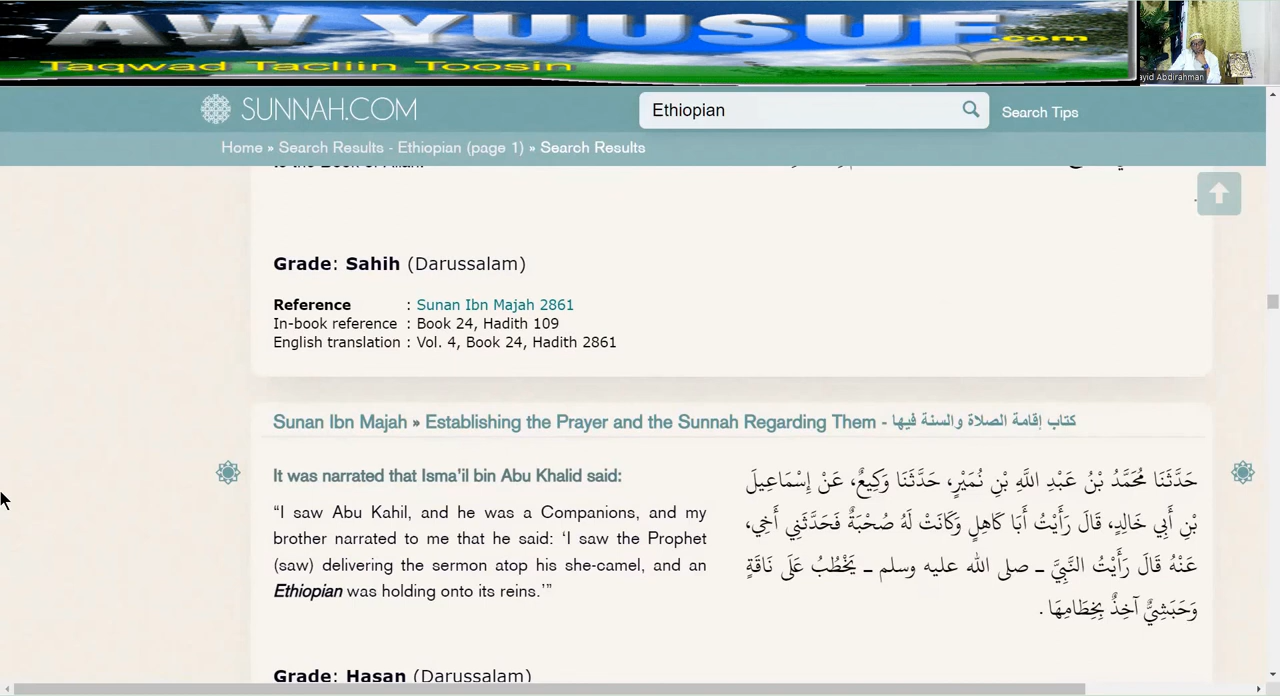 AW YUUSUF.com
Taqwad Tacliin Toosin
ayid Abdirahman
SUNNAH.COM
Ethiopian
Search Tips
Home » Search Results - Ethiopian (page 1) » Search Results
to the Book of Allah.
Grade: Sahih (Darussalam)
Reference : Sunan Ibn Majah 2861
In-book reference : Book 24, Hadith 109
English translation : Vol. 4, Book 24, Hadith 2861
Sunan Ibn Majah » Establishing the Prayer and the Sunnah Regarding Them - كتاب إقامة الصلاة والسنة فيها
It was narrated that Isma'il bin Abu Khalid said:
“I saw Abu Kahil, and he was a Companions, and my
brother narrated to me that he said: ‘I saw the Prophet
(saw) delivering the sermon atop his she-camel, and an
Ethiopian was holding onto its reins.’”
حَدَّثَنَا مُحَمَّدُ بْنُ عَبْدِ اللَّهِ بْنِ نُمَيْرٍ، حَدَّثَنَا وَكِيعٌ، عَنْ إِسْمَاعِيلَ
بْنِ أَبِي خَالِدٍ، قَالَ رَأَيْتُ أَبَا كَاهِلٍ وَكَانَتْ لَهُ صُحْبَةٌ فَحَدَّثَنِي أَخِي،
عَنْهُ قَالَ رَأَيْتُ النَّبِيَّ ـ صلى الله عليه وسلم ـ يَخْطُبُ عَلَى نَاقَةٍ
وَحَبَشِيٌّ آخِذٌ بِخِطَامِهَا .
Grade: Hasan (Darussalam)